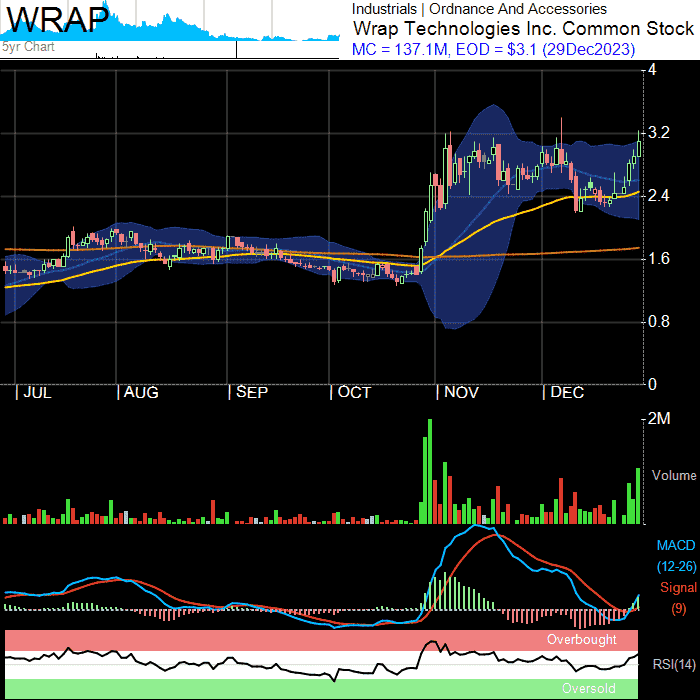 WRAP
5yr Chart
Industrials | Ordnance And Accessories
Wrap Technologies Inc. Common Stock
MC = 137.1M, EOD = $3.1 (29Dec2023)
4
3.2
2.4
1.6
0.8
0
| JUL | AUG | SEP | OCT | NOV | DEC
2M
Volume
MACD
(12-26)
Signal
(9)
Overbought
RSI(14)
Oversold